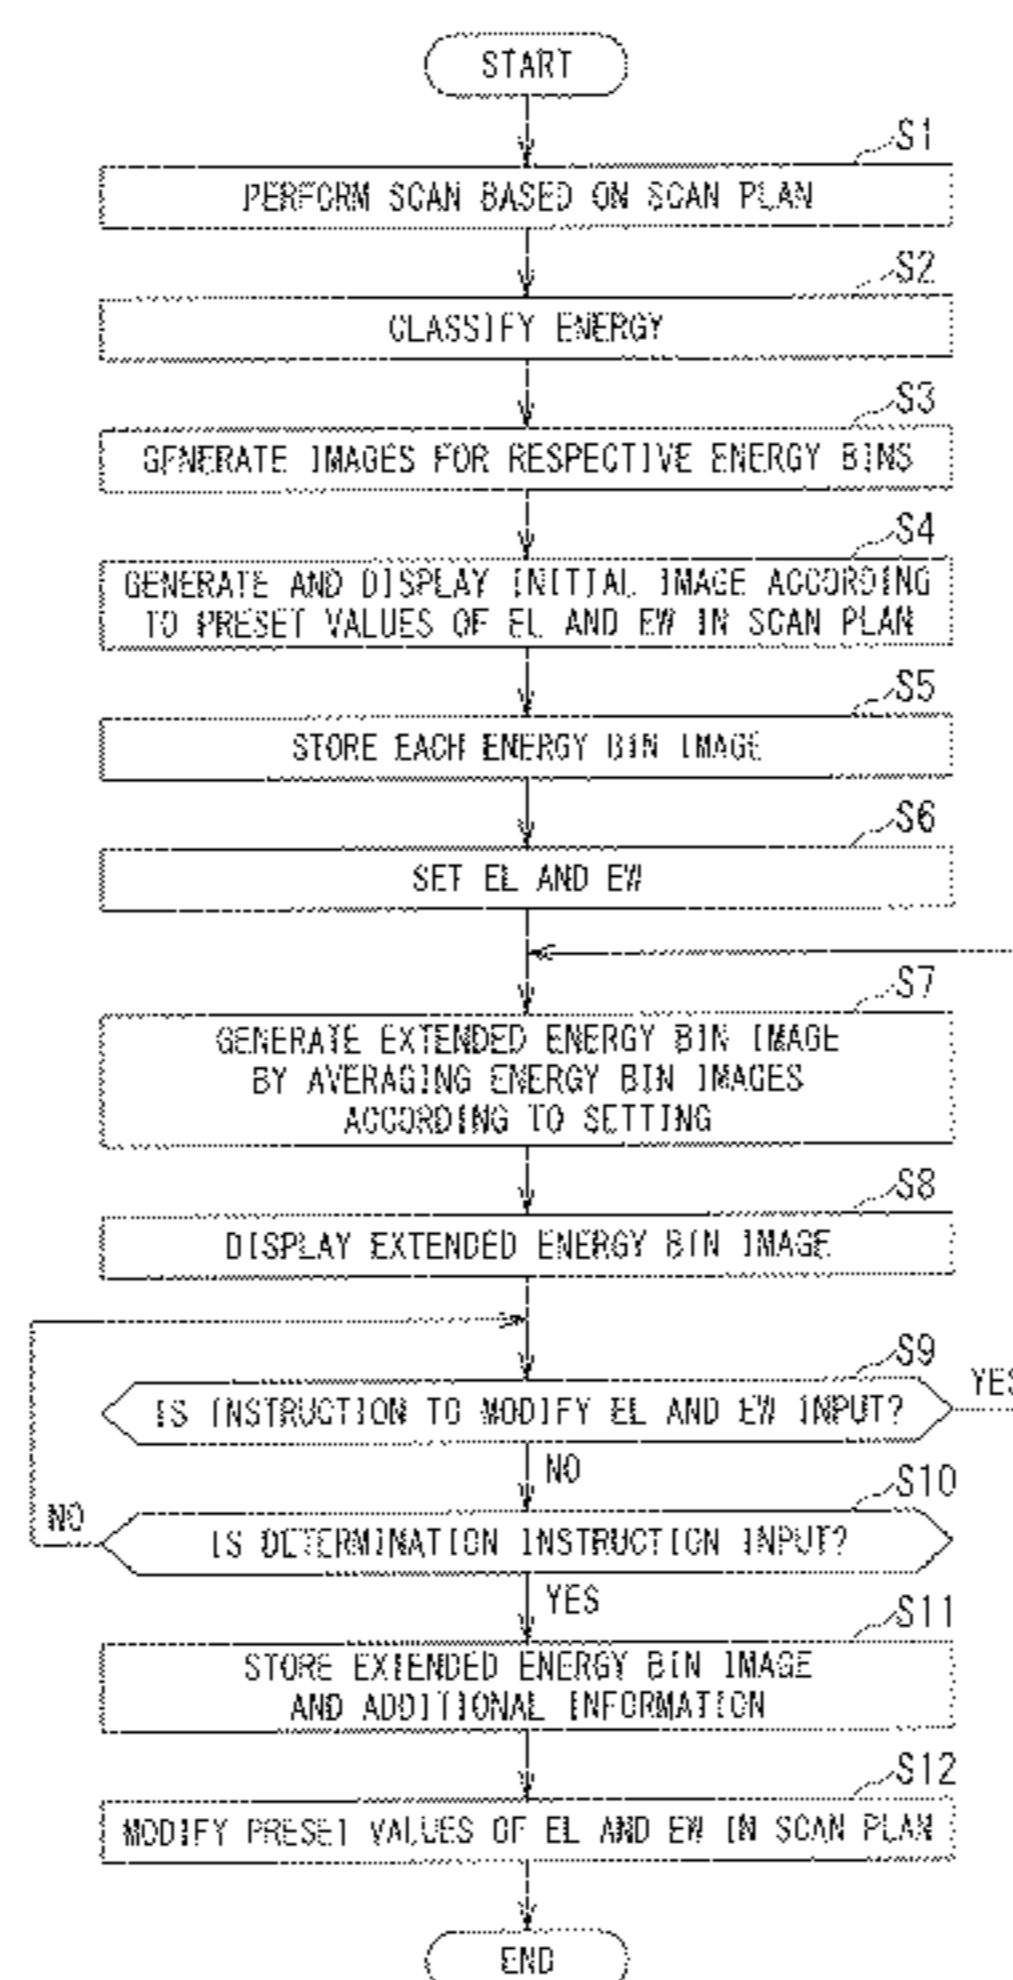 START
S1
PERFORM SCAN BASED ON SCAN PLAN
S2
CLASSIFY ENERGY
S3
GENERATE IMAGES FOR RESPECTIVE ENERGY BINS
S4
GENERATE AND DISPLAY INITIAL IMAGE ACCORDING
TO PRESET VALUES OF EL AND EW IN SCAN PLAN
S5
STORE EACH ENERGY BIN IMAGE
S6
SET EL AND EW
S7
GENERATE EXTENDED ENERGY BIN IMAGE
BY AVERAGING ENERGY BIN IMAGES
ACCORDING TO SETTING
S8
DISPLAY EXTENDED ENERGY BIN IMAGE
S9
IS INSTRUCTION TO MODIFY EL AND EW INPUT?
YES
NO
S10
IS DETERMINATION INSTRUCTION INPUT?
NO
YES
S11
STORE EXTENDED ENERGY BIN IMAGE
AND ADDITIONAL INFORMATION
S12
MODIFY PRESET VALUES OF EL AND EW IN SCAN PLAN
END